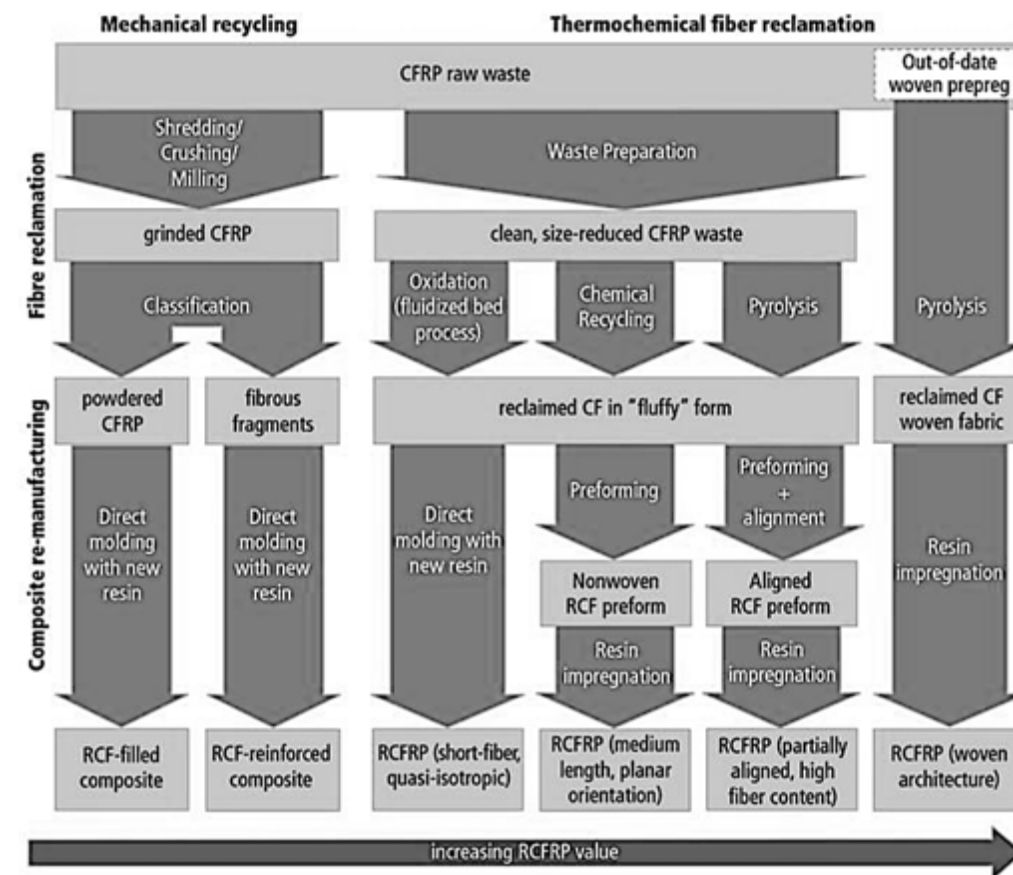 Mechanical recycling
Thermochemical fiber reclamation
CFRP raw waste
Out-of-date
woven prepreg
Fibre reclamation
Shredding/
Crushing/
Milling
Waste Preparation
grinded CFRP
clean, size-reduced CFRP waste
Classification
Oxidation
(fluidized bed
process)
Chemical
Recycling
Pyrolysis
Pyrolysis
Composite re-manufacturing
powdered
CFRP
fibrous
fragments
reclaimed CF in "fluffy" form
reclaimed CF
woven fabric
Direct
molding with
new resin
Direct
molding with
new resin
Direct
molding with
new resin
Preforming
Preforming
+
alignment
Resin
impregnation
Nonwoven
RCF preform
Aligned
RCF preform
Resin
impregnation
Resin
impregnation
RCF-filled
composite
RCF-reinforced
composite
RCFRP (short-fiber,
quasi-isotropic)
RCFRP (medium
length, planar
orientation)
RCFRP (partially
aligned, high
fiber content)
RCFRP (woven
architecture)
increasing RCFRP value